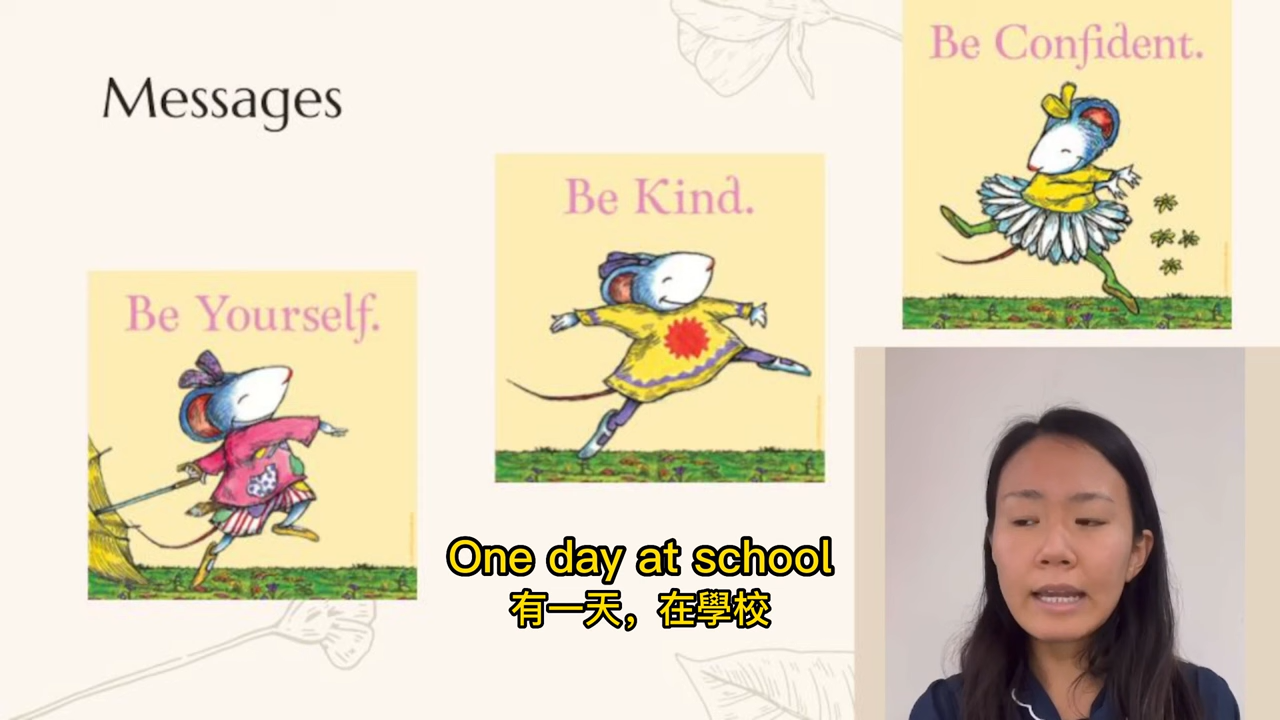 Messages
Be Yourself.
Be Kind.
Be Confident.
One day at school
有一天，在學校